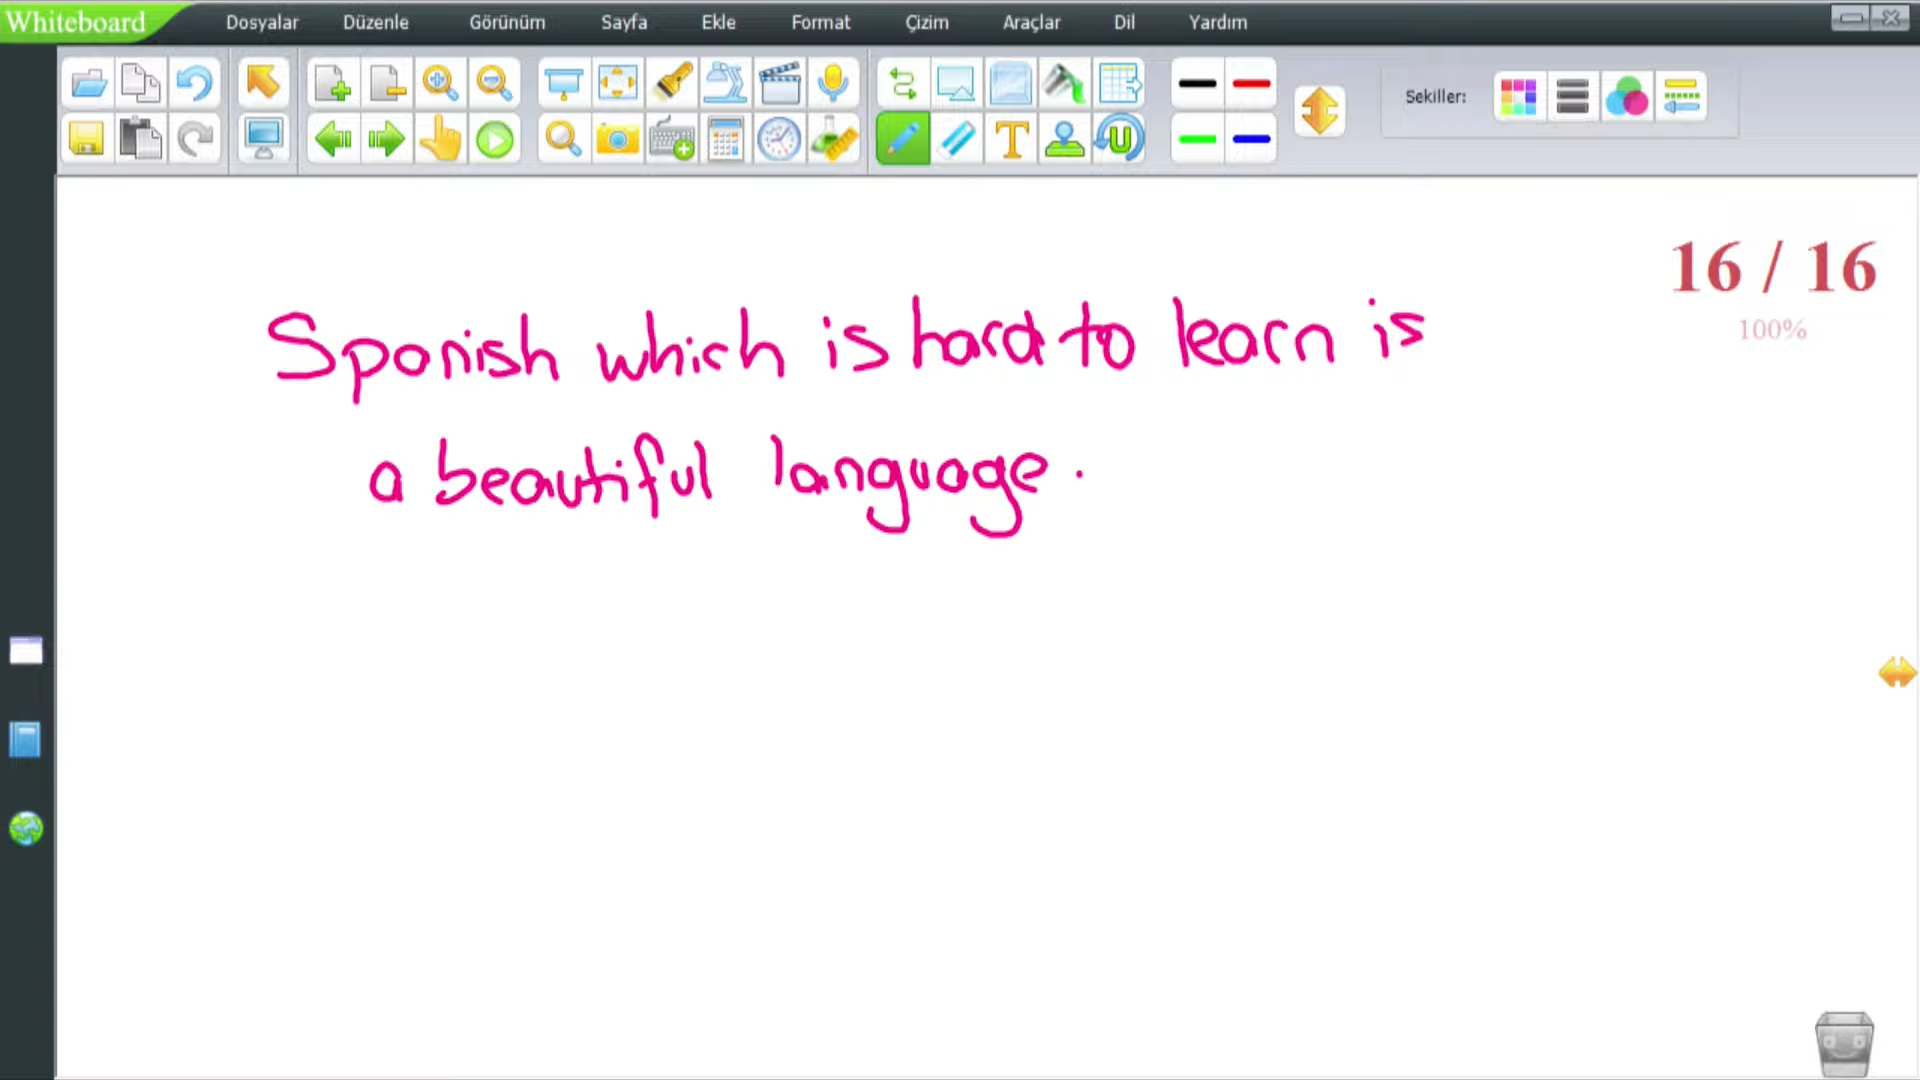 Whiteboard Dosyalar Düzenle Görünüm Sayfa Ekle Format Çizim Araçlar Dil Yardım
Sekiller:
16 / 16
100%
Spanish which is hard to learn is
a beautiful language.